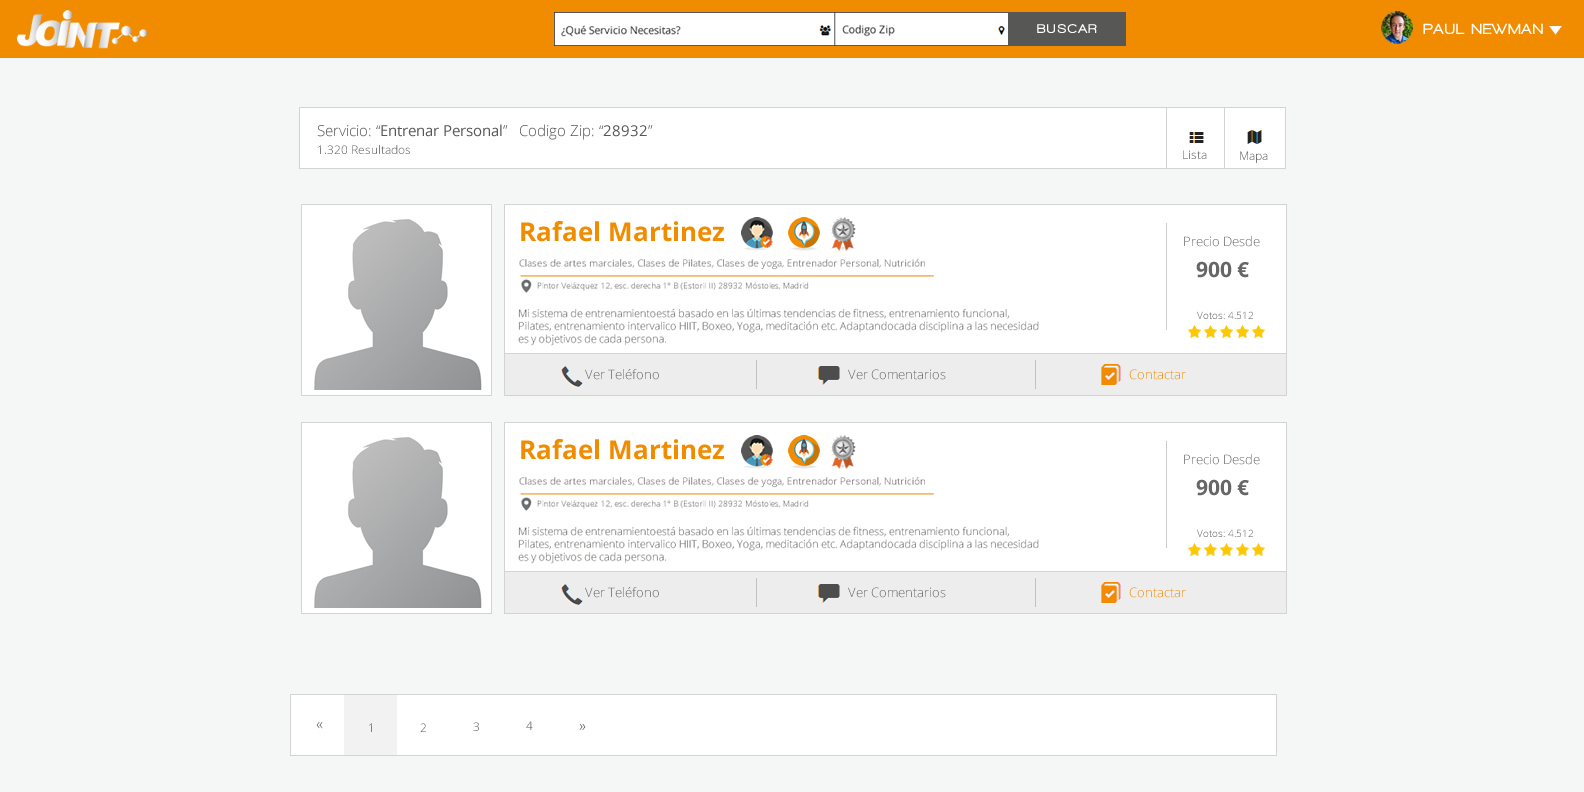 JOINT
¿Qué Servicio Necesitas?
Codigo Zip
BUSCAR
PAUL NEWMAN
Servicio: “Entrenar Personal” Codigo Zip: “28932”
1.320 Resultados
Lista
Mapa
Rafael Martinez
Clases de artes marciales, Clases de Pilates, Clases de yoga, Entrenador Personal, Nutrición
Pintor Velázquez 12, esc. derecha 1° B (Estoril II) 28932 Móstoles, Madrid
Mi sistema de entrenamientoestá basado en las últimas tendencias de fitness, entrenamiento funcional,
Pilates, entrenamiento intervalico HIIT, Boxeo, Yoga, meditación etc. Adaptandocada disciplina a las necesidad
es y objetivos de cada persona.
Precio Desde
900 €
Votos: 4.512
Ver Teléfono
Ver Comentarios
Contactar
Rafael Martinez
Clases de artes marciales, Clases de Pilates, Clases de yoga, Entrenador Personal, Nutrición
Pintor Velázquez 12, esc. derecha 1° B (Estoril II) 28932 Móstoles, Madrid
Mi sistema de entrenamientoestá basado en las últimas tendencias de fitness, entrenamiento funcional,
Pilates, entrenamiento intervalico HIIT, Boxeo, Yoga, meditación etc. Adaptandocada disciplina a las necesidad
es y objetivos de cada persona.
Precio Desde
900 €
Votos: 4.512
Ver Teléfono
Ver Comentarios
Contactar
« 1 2 3 4 »